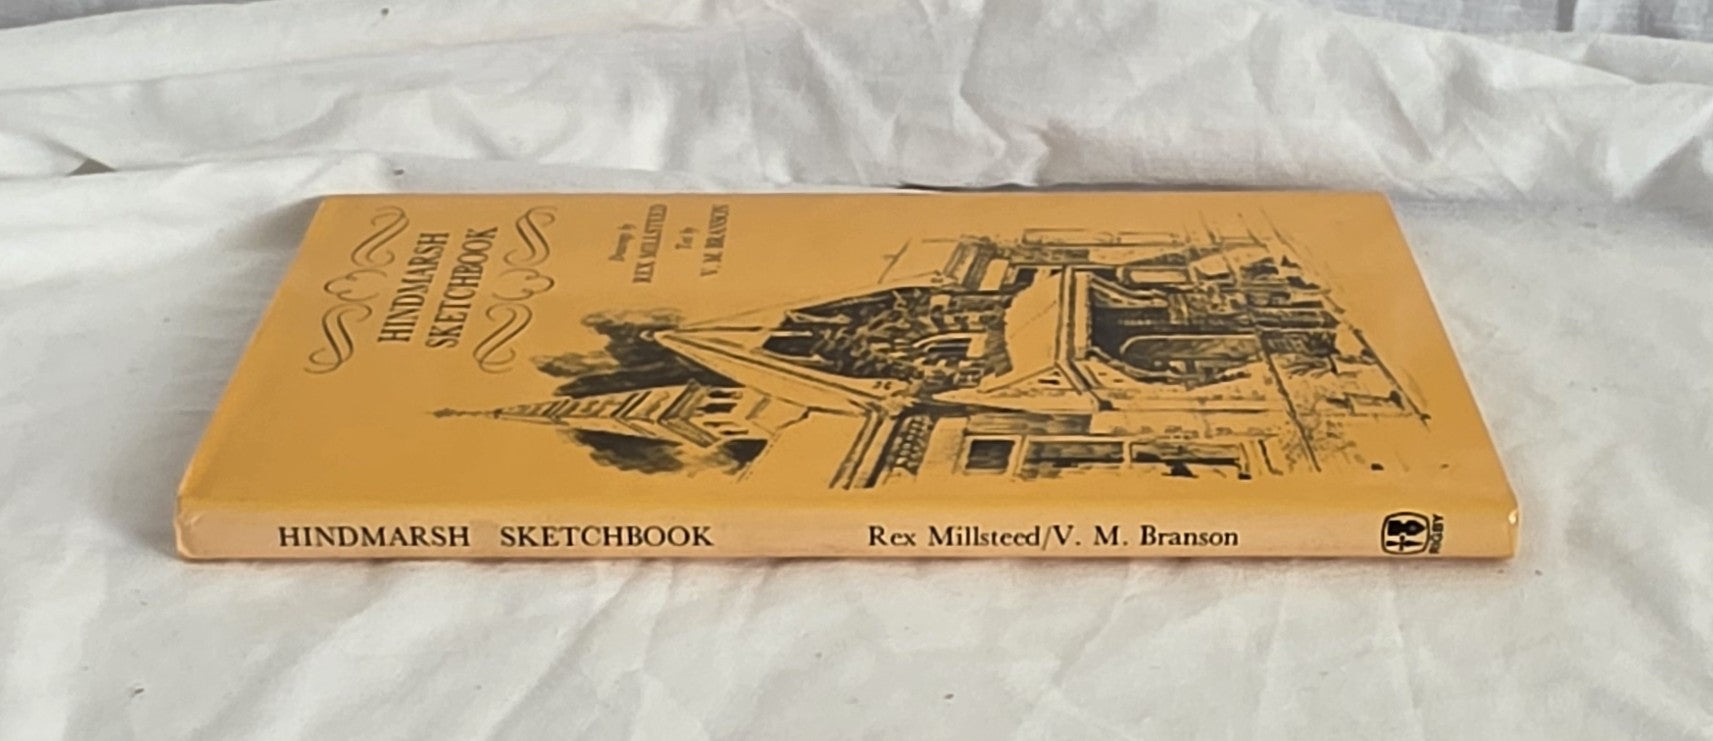 HINDMARSH
SKETCHBOOK
Drawings by
REX MILLSTEED
Text by
V. M. BRANSON
HINDMARSH SKETCHBOOK Rex Millsteed/V. M. Branson
RIGBY